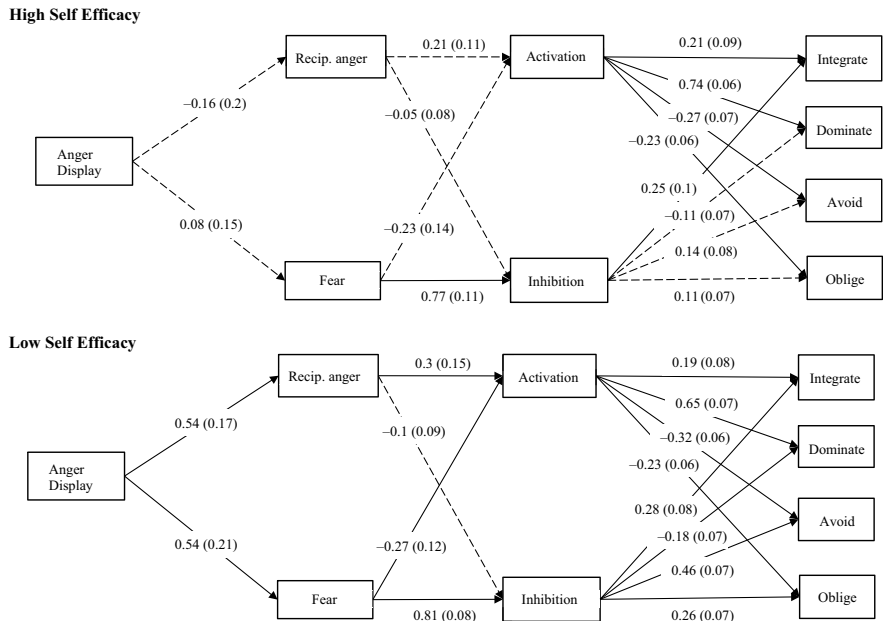 High Self Efficacy
Recip. anger
0.21 (0.11)
Activation
0.21 (0.09)
Integrate
0.74 (0.06)
–0.16 (0.2)
–0.05 (0.08)
–0.27 (0.07)
Dominate
–0.23 (0.06)
Anger
Display
0.25 (0.1)
Avoid
–0.11 (0.07)
0.08 (0.15)
–0.23 (0.14)
0.14 (0.08)
Fear
Inhibition
Oblige
0.77 (0.11)
0.11 (0.07)
Low Self Efficacy
Recip. anger
0.3 (0.15)
Activation
0.19 (0.08)
Integrate
0.65 (0.07)
0.54 (0.17)
–0.1 (0.09)
–0.32 (0.06)
Dominate
–0.23 (0.06)
Anger
Display
0.28 (0.08)
Avoid
–0.18 (0.07)
0.54 (0.21)
–0.27 (0.12)
0.46 (0.07)
Fear
Inhibition
Oblige
0.81 (0.08)
0.26 (0.07)